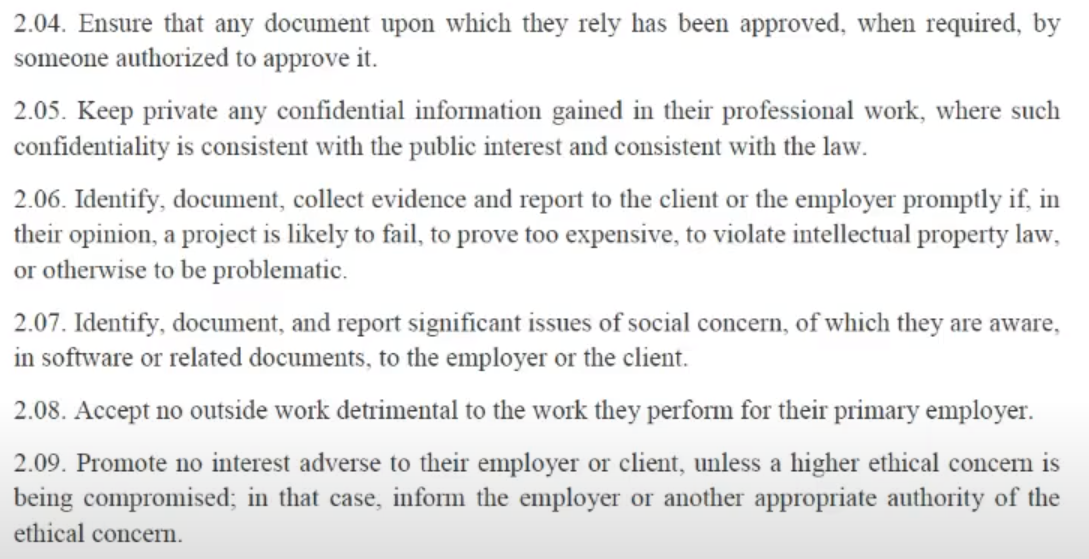 2.04. Ensure that any document upon which they rely has been approved, when required, by
someone authorized to approve it.
2.05. Keep private any confidential information gained in their professional work, where such
confidentiality is consistent with the public interest and consistent with the law.
2.06. Identify, document, collect evidence and report to the client or the employer promptly if, in
their opinion, a project is likely to fail, to prove too expensive, to violate intellectual property law,
or otherwise to be problematic.
2.07. Identify, document, and report significant issues of social concern, of which they are aware,
in software or related documents, to the employer or the client.
2.08. Accept no outside work detrimental to the work they perform for their primary employer.
2.09. Promote no interest adverse to their employer or client, unless a higher ethical concern is
being compromised; in that case, inform the employer or another appropriate authority of the
ethical concern.